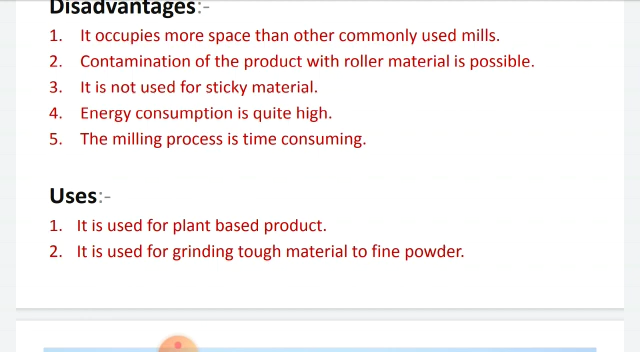 Disadvantages:-
1. It occupies more space than other commonly used mills.
2. Contamination of the product with roller material is possible.
3. It is not used for sticky material.
4. Energy consumption is quite high.
5. The milling process is time consuming.
Uses:-
1. It is used for plant based product.
2. It is used for grinding tough material to fine powder.